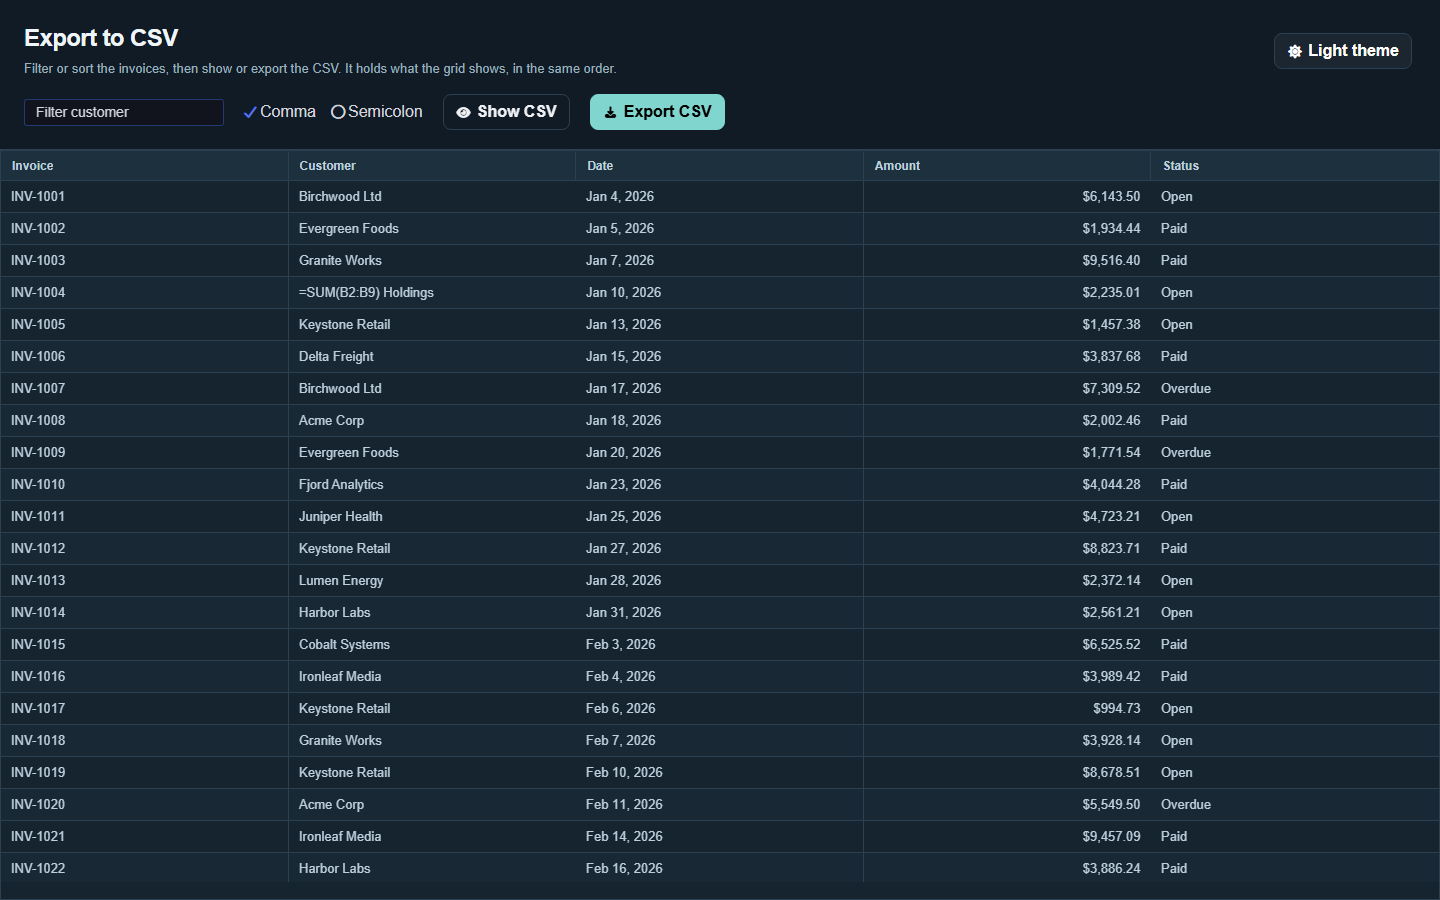 Export to CSV
Filter or sort the invoices, then show or export the CSV. It holds what the grid shows, in the same order.
Light theme
Filter customer Comma Semicolon Show CSV Export CSV
Invoice Customer Date Amount Status
INV-1001 Birchwood Ltd Jan 4, 2026 $6,143.50 Open
INV-1002 Evergreen Foods Jan 5, 2026 $1,934.44 Paid
INV-1003 Granite Works Jan 7, 2026 $9,516.40 Paid
INV-1004 =SUM(B2:B9) Holdings Jan 10, 2026 $2,235.01 Open
INV-1005 Keystone Retail Jan 13, 2026 $1,457.38 Open
INV-1006 Delta Freight Jan 15, 2026 $3,837.68 Paid
INV-1007 Birchwood Ltd Jan 17, 2026 $7,309.52 Overdue
INV-1008 Acme Corp Jan 18, 2026 $2,002.46 Paid
INV-1009 Evergreen Foods Jan 20, 2026 $1,771.54 Overdue
INV-1010 Fjord Analytics Jan 23, 2026 $4,044.28 Paid
INV-1011 Juniper Health Jan 25, 2026 $4,723.21 Open
INV-1012 Keystone Retail Jan 27, 2026 $8,823.71 Paid
INV-1013 Lumen Energy Jan 28, 2026 $2,372.14 Open
INV-1014 Harbor Labs Jan 31, 2026 $2,561.21 Open
INV-1015 Cobalt Systems Feb 3, 2026 $6,525.52 Paid
INV-1016 Ironleaf Media Feb 4, 2026 $3,989.42 Paid
INV-1017 Keystone Retail Feb 6, 2026 $994.73 Open
INV-1018 Granite Works Feb 7, 2026 $3,928.14 Open
INV-1019 Keystone Retail Feb 10, 2026 $8,678.51 Open
INV-1020 Acme Corp Feb 11, 2026 $5,549.50 Overdue
INV-1021 Ironleaf Media Feb 14, 2026 $9,457.09 Paid
INV-1022 Harbor Labs Feb 16, 2026 $3,886.24 Paid